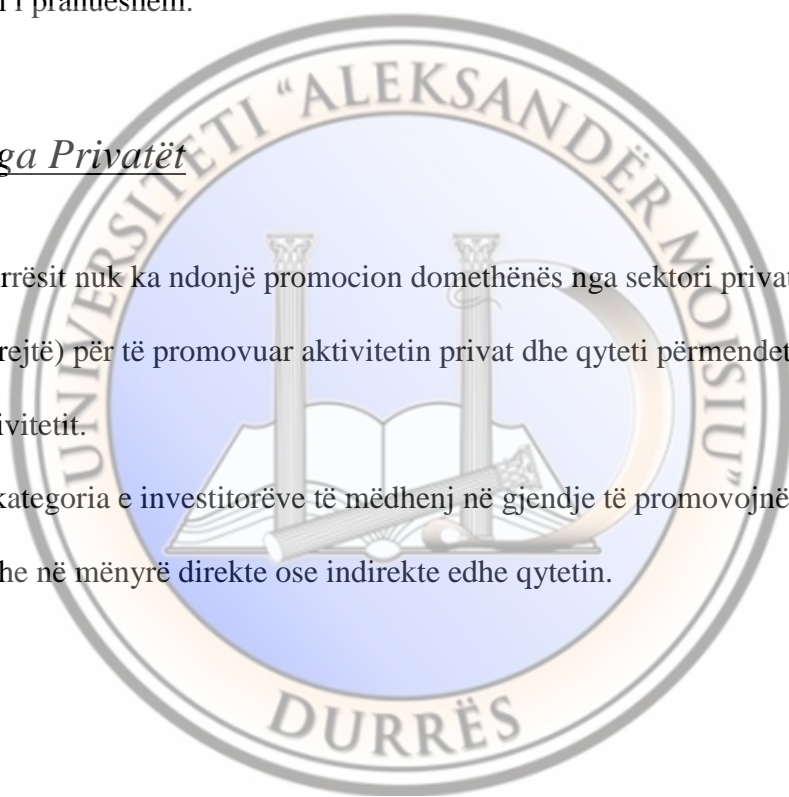 i pranueshëm.
ga Privatët
rrësit nuk ka ndonjë promocion domethënës nga sektori privat
rejtë) për të promovuar aktivitetin privat dhe qyteti përmendet
ivitetit.
kategoria e investitorëve të mëdhenj në gjendje të promovojnë
he në mënyrë direkte ose indirekte edhe qytetin.
UNIVERSITETI "ALEKSANDËR MOISIU"
DURRËS